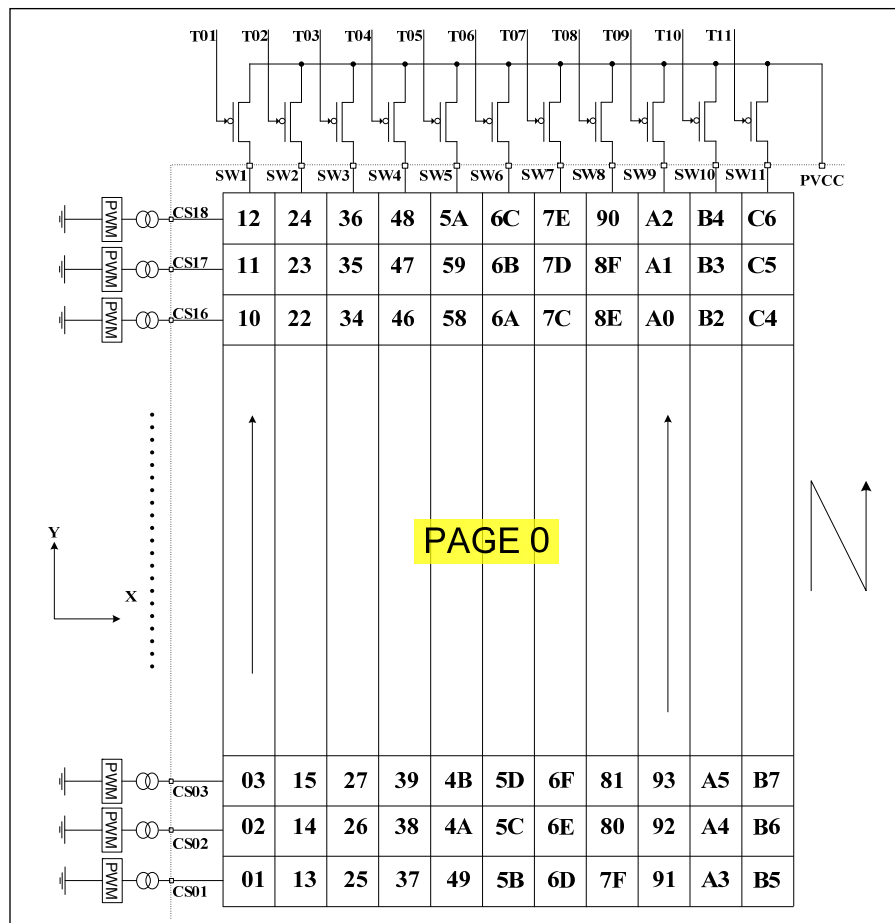 T01 T02 T03 T04 T05 T06 T07 T08 T09 T10 T11
SW1 SW2 SW3 SW4 SW5 SW6 SW7 SW8 SW9 SW10 SW11 PVCC
PWM CS18 12 24 36 48 5A 6C 7E 90 A2 B4 C6
PWM CS17 11 23 35 47 59 6B 7D 8F A1 B3 C5
PWM CS16 10 22 34 46 58 6A 7C 8E A0 B2 C4
PAGE 0
Y
X
PWM CS03 03 15 27 39 4B 5D 6F 81 93 A5 B7
PWM CS02 02 14 26 38 4A 5C 6E 80 92 A4 B6
PWM CS01 01 13 25 37 49 5B 6D 7F 91 A3 B5